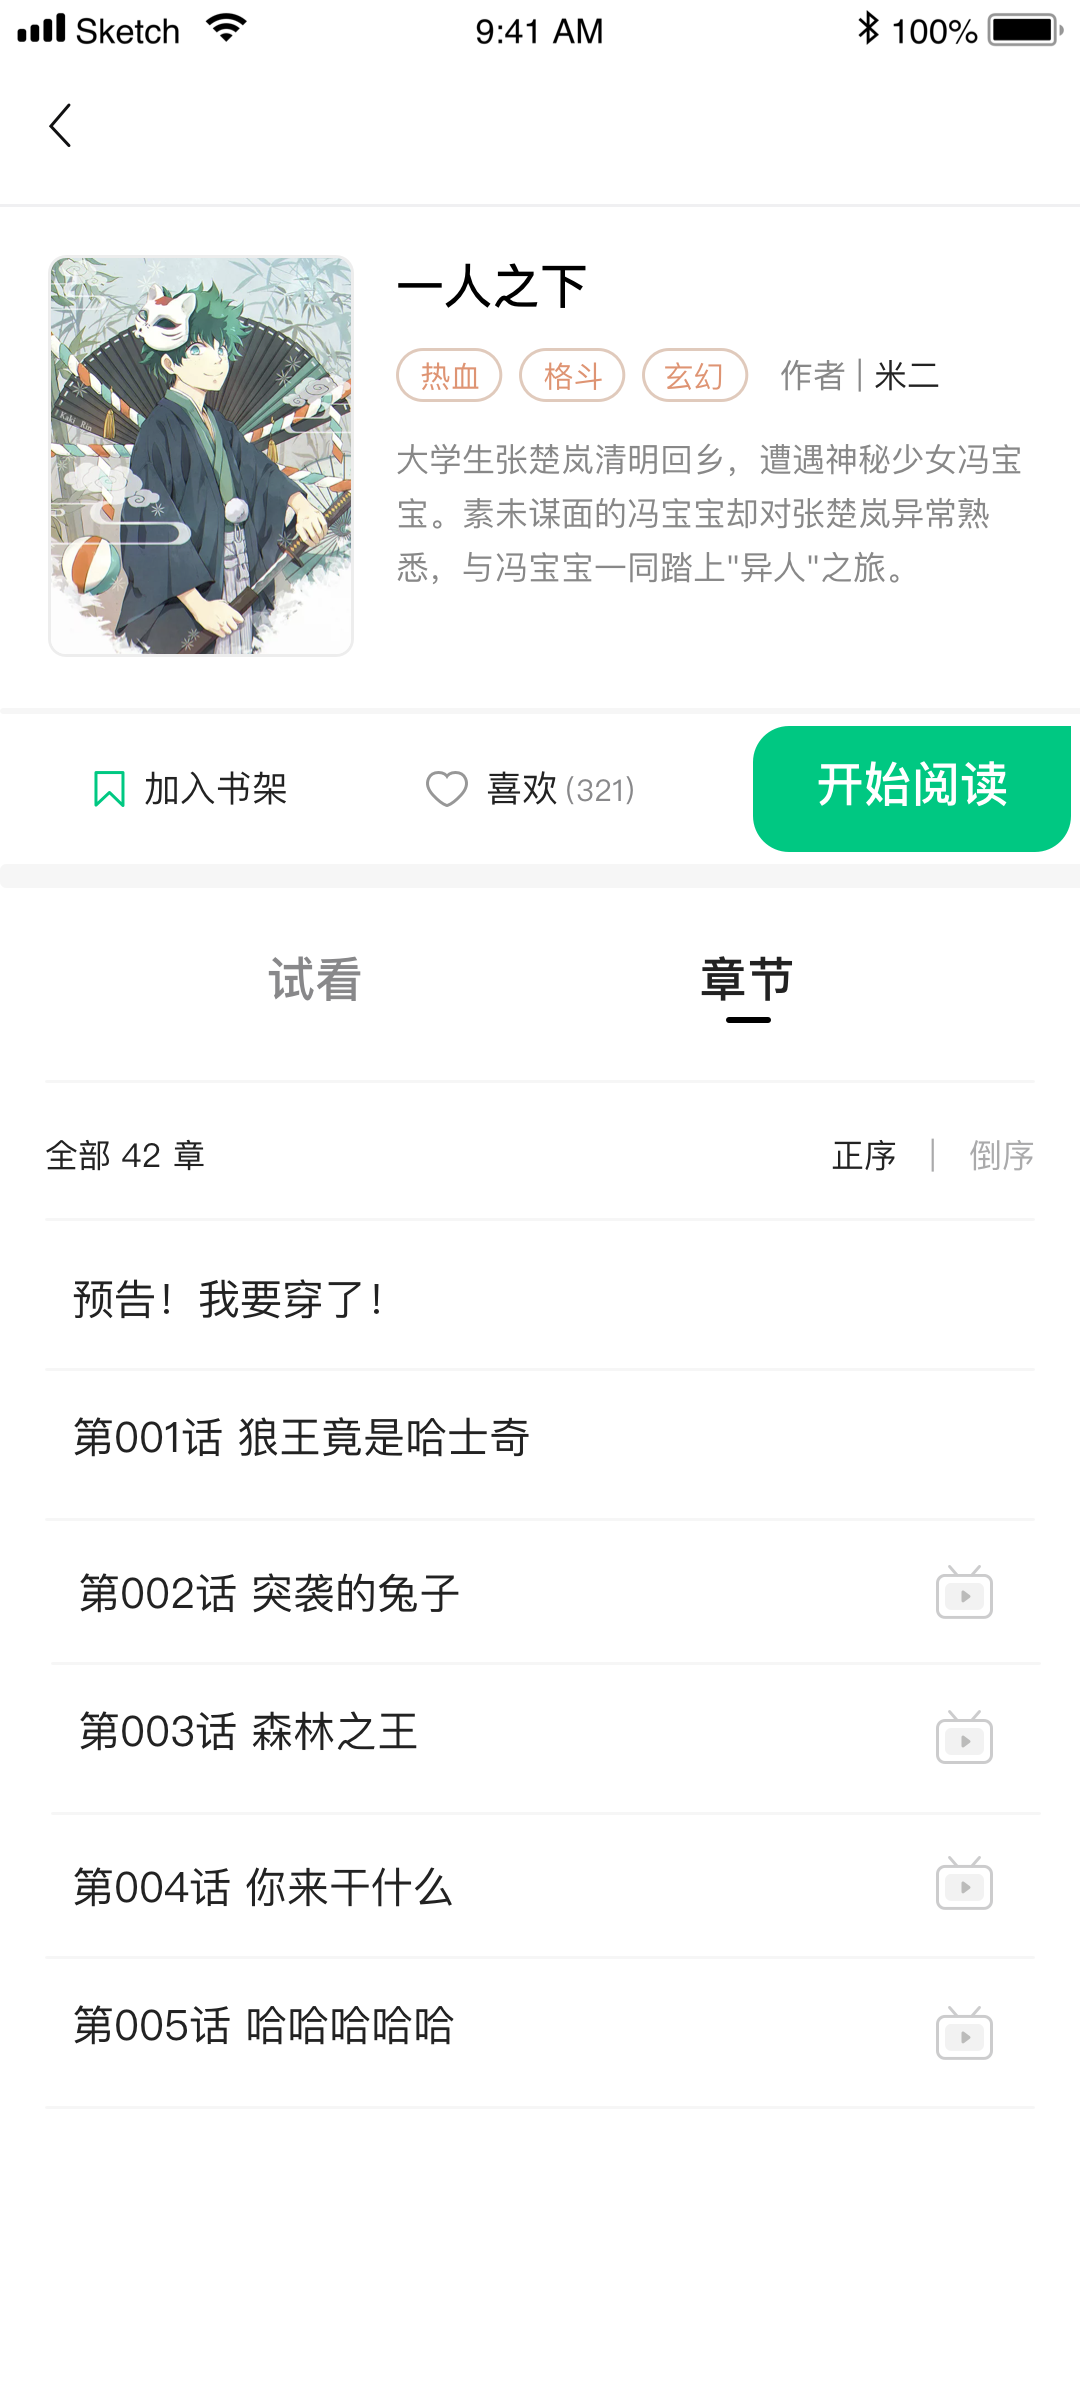 Sketch 9:41 AM 100%
一人之下
热血 格斗 玄幻 作者 | 米二
大学生张楚岚清明回乡，遭遇神秘少女冯宝
宝。素未谋面的冯宝宝却对张楚岚异常熟
悉，与冯宝宝一同踏上"异人"之旅。
Kaki_Rin
加入书架 喜欢 (321) 开始阅读
试看 章节
全部 42 章 正序 | 倒序
预告！我要穿了！
第001话 狼王竟是哈士奇
第002话 突袭的兔子
第003话 森林之王
第004话 你来干什么
第005话 哈哈哈哈哈